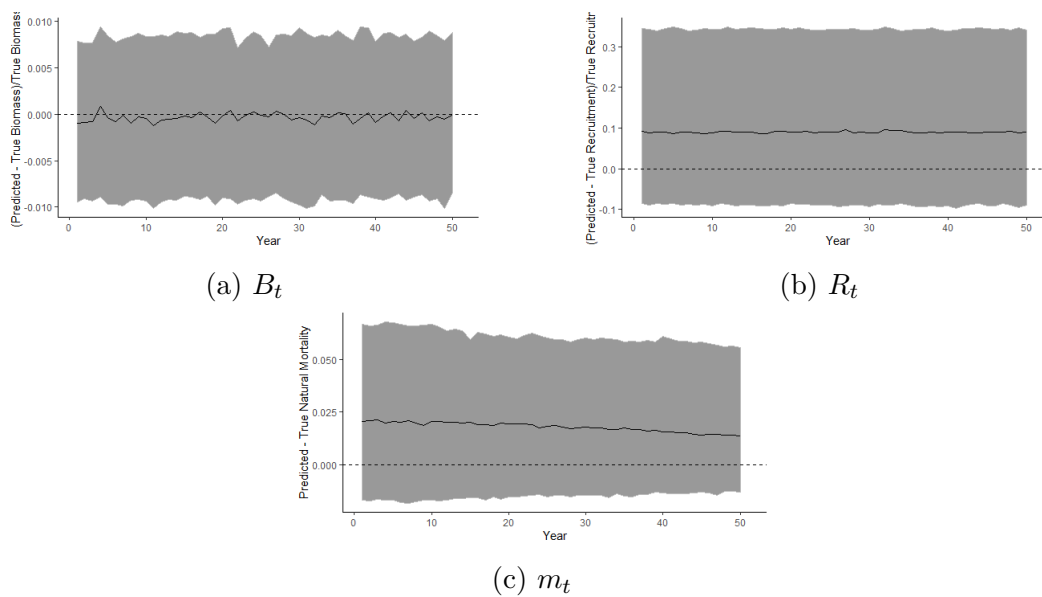 (Predicted - True Biomass)/True Biomass
0.010
0.005
0.000
-0.005
-0.010
0 10 20 30 40 50
Year
(a) B_t
(Predicted - True Recruitment)/True Recruitr
0.3
0.2
0.1
0.0
-0.1
0 10 20 30 40 50
Year
(b) R_t
Predicted - True Natural Mortality
0.050
0.025
0.000
0 10 20 30 40 50
Year
(c) m_t